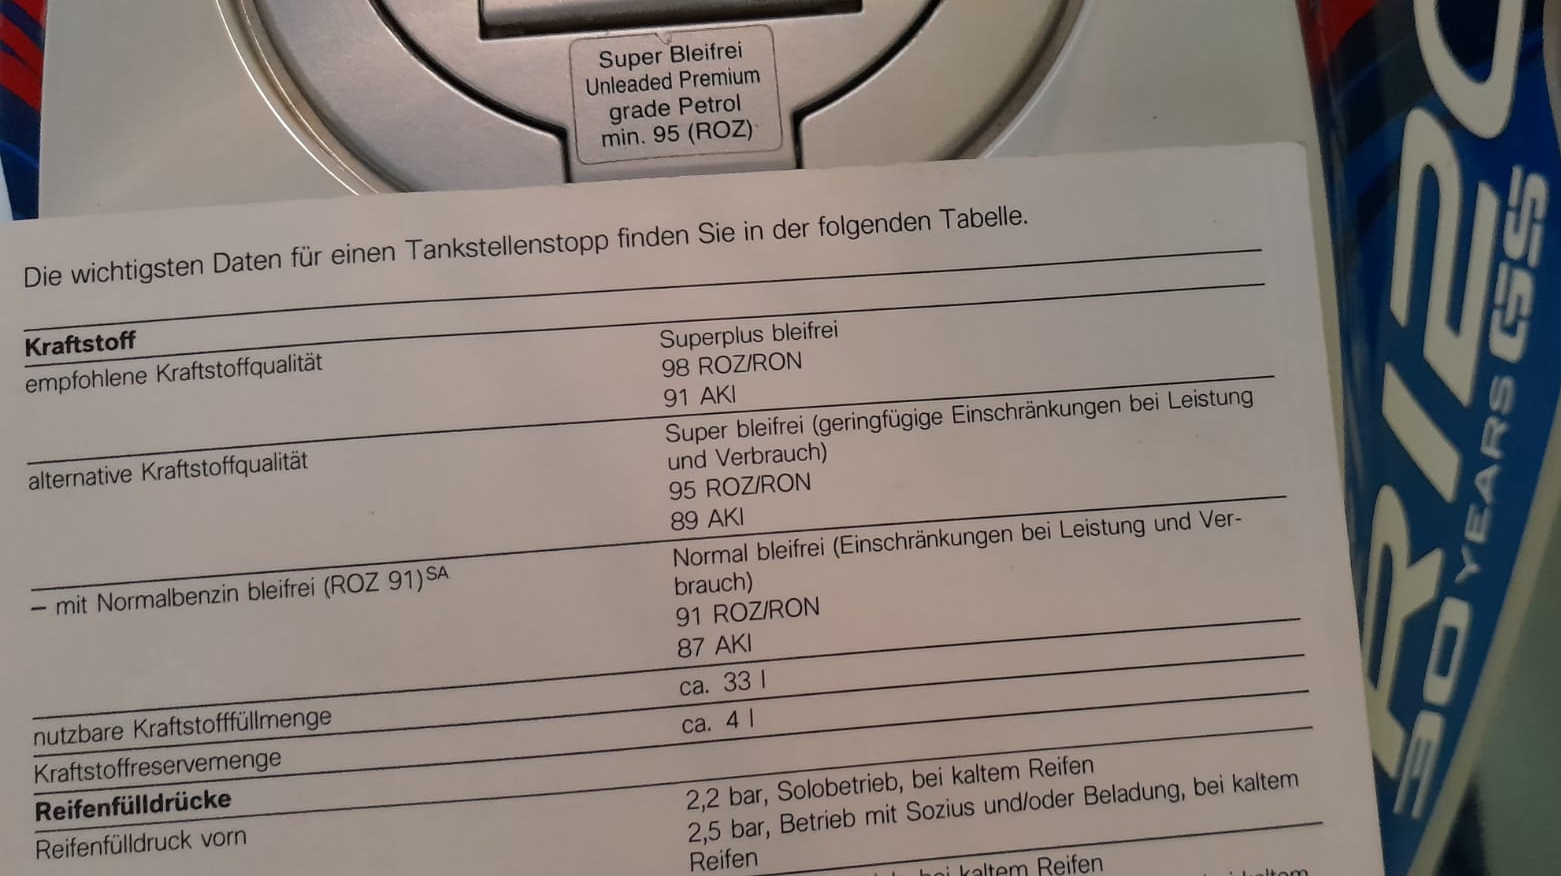 Super Bleifrei
Unleaded Premium
grade Petrol
min. 95 (ROZ)
Die wichtigsten Daten für einen Tankstellenstopp finden Sie in der folgenden Tabelle.
Kraftstoff
empfohlene Kraftstoffqualität
Superplus bleifrei
98 ROZ/RON
91 AKI
alternative Kraftstoffqualität
Super bleifrei (geringfügige Einschränkungen bei Leistung
und Verbrauch)
95 ROZ/RON
89 AKI
– mit Normalbenzin bleifrei (ROZ 91)SA
Normal bleifrei (Einschränkungen bei Leistung und Ver-
brauch)
91 ROZ/RON
87 AKI
nutzbare Kraftstofffüllmenge
ca. 33 l
Kraftstoffreservemenge
ca. 4 l
Reifenfülldrücke
Reifenfülldruck vorn
2,2 bar, Solobetrieb, bei kaltem Reifen
2,5 bar, Betrieb mit Sozius und/oder Beladung, bei kaltem
Reifen
bei kaltem Reifen
R120
30 YEARS GS